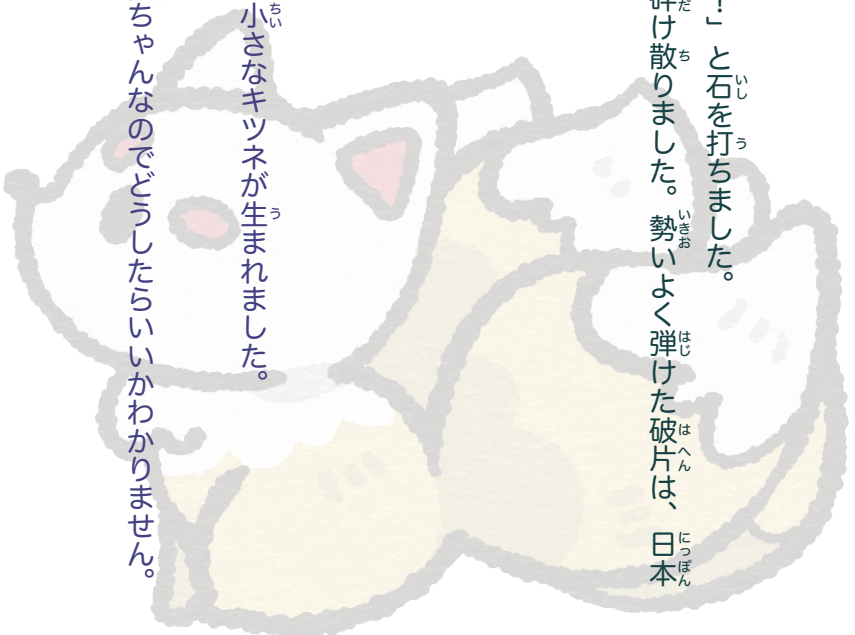 ！」と石を打ちました。
砕け散りました。勢いよく弾けた破片は、日本
小さなキツネが生まれました。
ちゃんなのでどうしたらいいかわかりません。